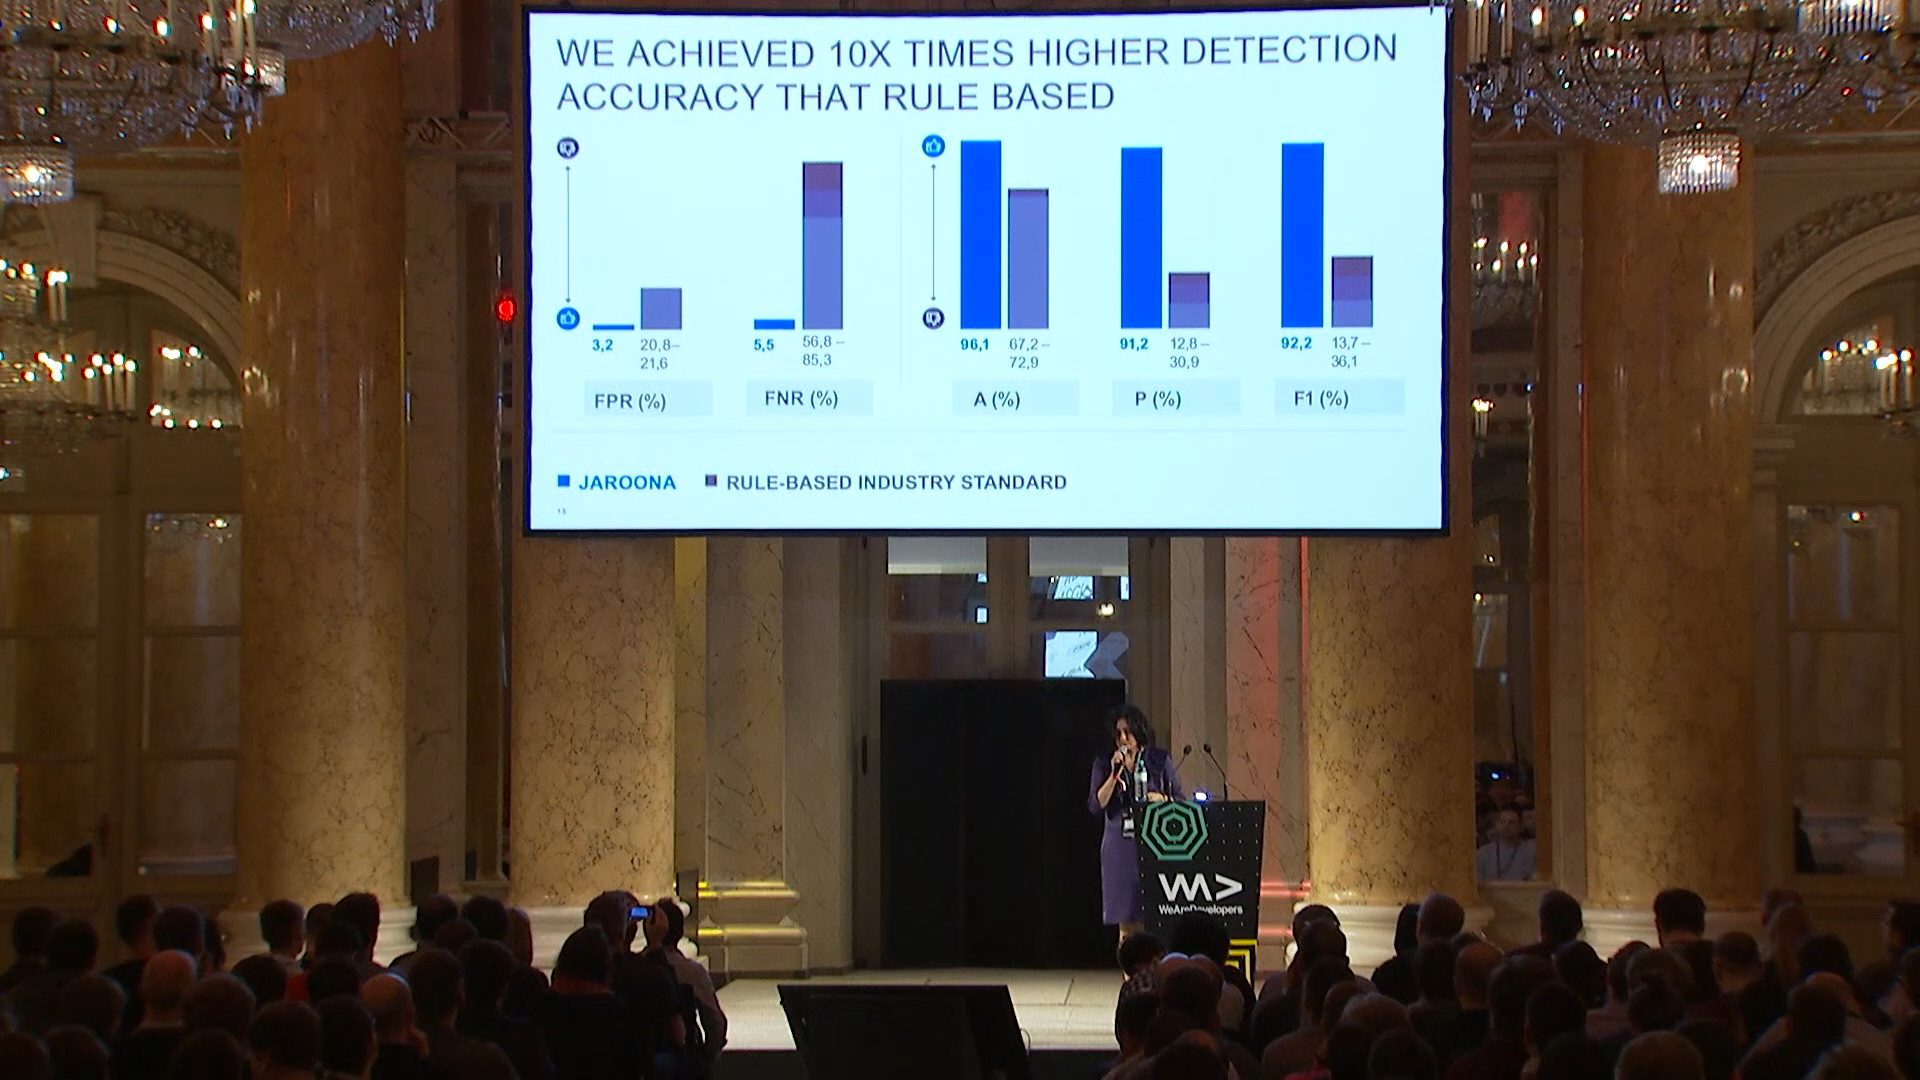 WE ACHIEVED 10X TIMES HIGHER DETECTION
ACCURACY THAT RULE BASED
3,2
20,8–
21,6
5,5
56,8 –
85,3
96,1
67,2 –
72,9
91,2
12,8 –
30,9
92,2
13,7 –
36,1
FPR (%)
FNR (%)
A (%)
P (%)
F1 (%)
JAROONA
RULE-BASED INDUSTRY STANDARD
WeAreDevelopers